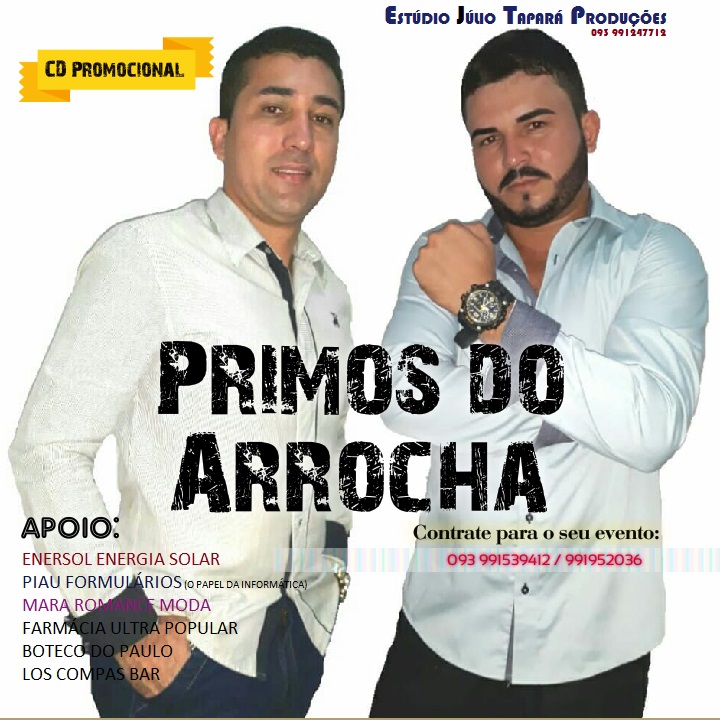 Estúdio Júlio Tapará Produções
093 991247712
CD Promocional
Primos do
Arrocha
APOIO:
ENERSOL ENERGIA SOLAR
PIAU FORMULÁRIOS (O PAPEL DA INFORMÁTICA)
MARA ROMANCE MODA
FARMÁCIA ULTRA POPULAR
BOTECO DO PAULO
LOS COMPAS BAR
Contrate para o seu evento:
093 991539412 / 991952036